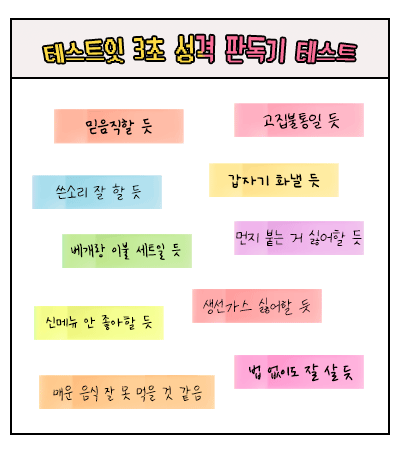 테스트잇 3초 성격 판독기 테스트
믿음직할 듯
고집불통일 듯
쓴소리 잘 할 듯
갑자기 화낼 듯
베개랑 이불 세트일 듯
먼지 붙는 거 싫어할 듯
신메뉴 안 좋아할 듯
생선가스 싫어할 듯
매운 음식 잘 못 먹을 것 같음
법 없이도 잘 살 듯